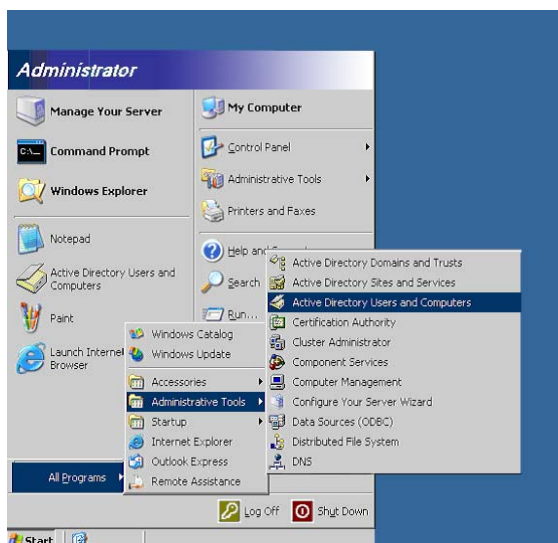 Administrator
Manage Your Server
Command Prompt
Windows Explorer
Notepad
Active Directory Users and
Computers
Paint
Launch Internet
Browser
All Programs
My Computer
Control Panel
Administrative Tools
Printers and Faxes
Help and
Search
Run...
Windows Catalog
Windows Update
Accessories
Administrative Tools
Startup
Internet Explorer
Outlook Express
Remote Assistance
Active Directory Domains and Trusts
Active Directory Sites and Services
Active Directory Users and Computers
Certification Authority
Cluster Administrator
Component Services
Computer Management
Configure Your Server Wizard
Data Sources (ODBC)
Distributed File System
DNS
Log Off
Shut Down
Start